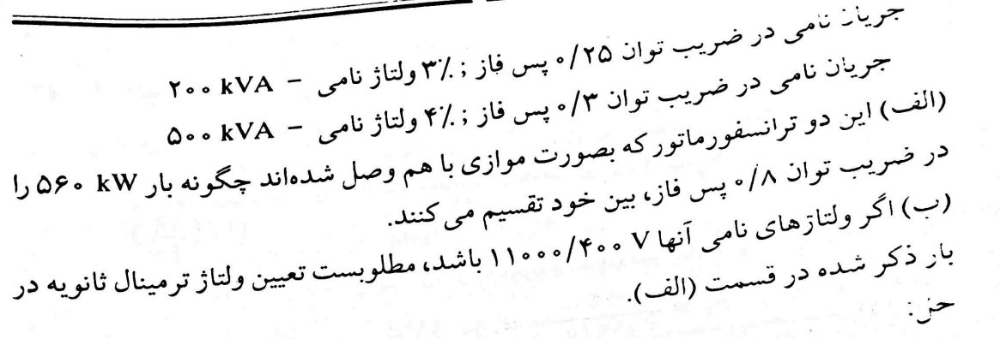 جریان نامی در ضریب توان ۰/۲۵ پس فاز ; ۳٪ ولتاژ نامی – ۲۰۰ kVA
جریان نامی در ضریب توان ۰/۳ پس فاز ; ۴٪ ولتاژ نامی – ۵۰۰ kVA
(الف) این دو ترانسفورماتور که بصورت موازی با هم وصل شده‌اند چگونه بار ۵۶۰ kW را
در ضریب توان ۰/۸ پس فاز، بین خود تقسیم می کنند.
(ب) اگر ولتاژهای نامی آنها ۱۱۰۰۰/۴۰۰ V باشد، مطلوبست تعیین ولتاژ ترمینال ثانویه در
بار ذکر شده در قسمت (الف).
حل: